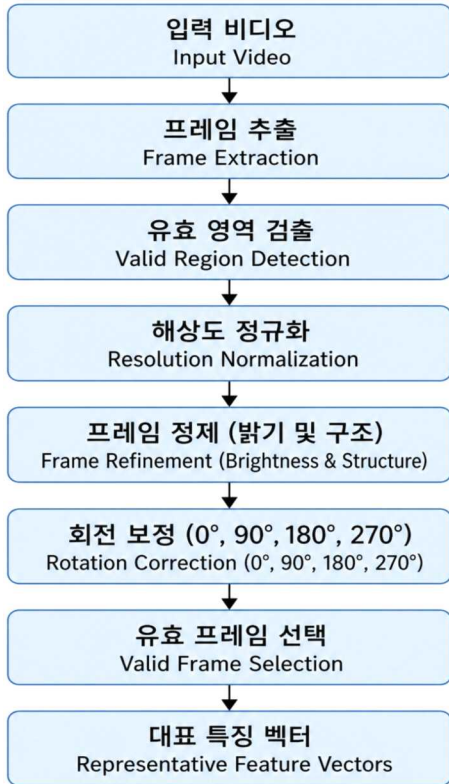 입력 비디오
Input Video
프레임 추출
Frame Extraction
유효 영역 검출
Valid Region Detection
해상도 정규화
Resolution Normalization
프레임 정제 (밝기 및 구조)
Frame Refinement (Brightness & Structure)
회전 보정 (0°, 90°, 180°, 270°)
Rotation Correction (0°, 90°, 180°, 270°)
유효 프레임 선택
Valid Frame Selection
대표 특징 벡터
Representative Feature Vectors